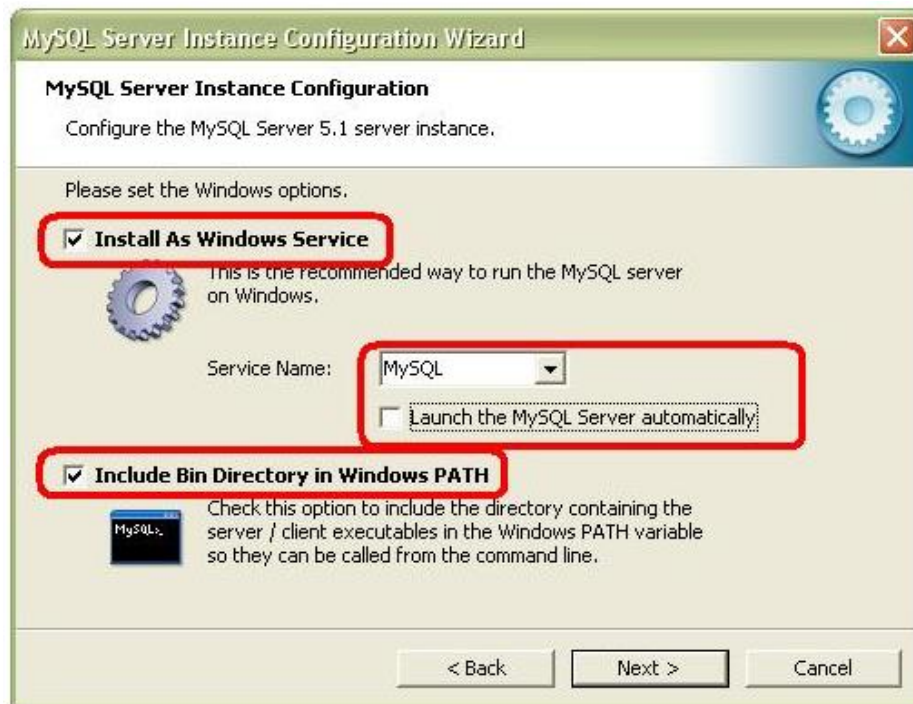 MySQL Server Instance Configuration Wizard
MySQL Server Instance Configuration
Configure the MySQL Server 5.1 server instance.
Please set the Windows options.
Install As Windows Service
This is the recommended way to run the MySQL server
on Windows.
Service Name: MySQL
Launch the MySQL Server automatically
Include Bin Directory in Windows PATH
MySQL>_
Check this option to include the directory containing the
server / client executables in the Windows PATH variable
so they can be called from the command line.
< Back Next > Cancel